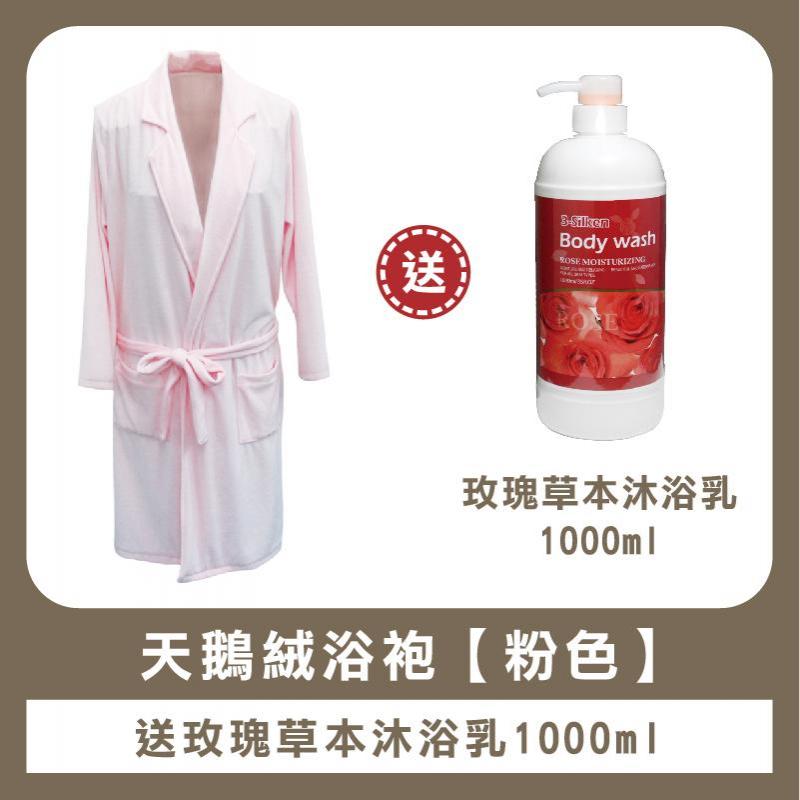 送
3-Silken
Body wash
ROSE MOISTURIZING
ROSE
玫瑰草本沐浴乳
1000ml
天鵝絨浴袍【粉色】
送玫瑰草本沐浴乳1000ml